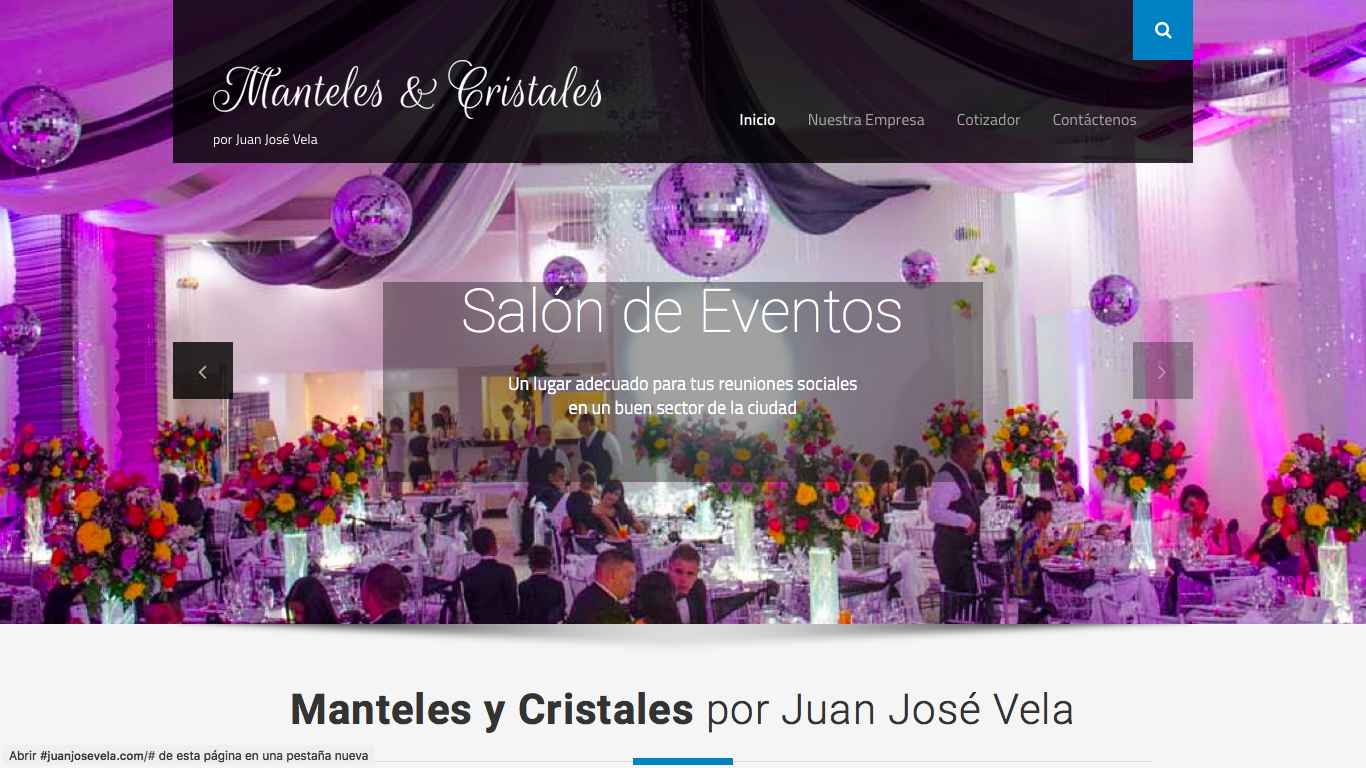 Manteles & Cristales
por Juan José Vela
Inicio Nuestra Empresa Cotizador Contáctenos
Salón de Eventos
Un lugar adecuado para tus reuniones sociales
en un buen sector de la ciudad
Manteles y Cristales por Juan José Vela
Abrir #juanjosevela.com/# de esta página en una pestaña nueva